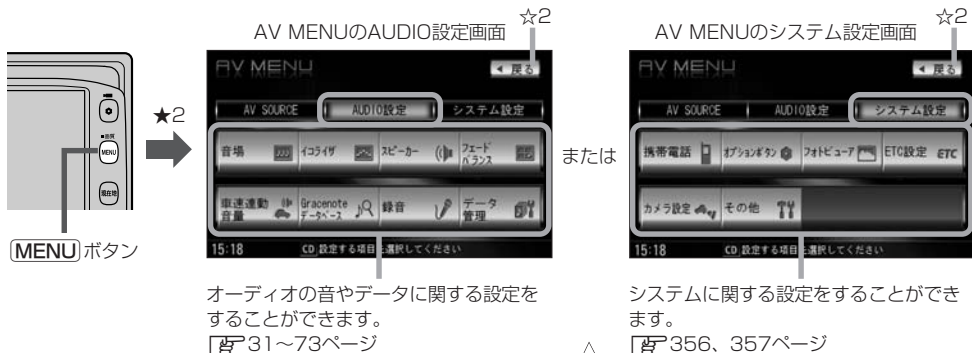 ☆2
AV MENUのAUDIO設定画面
AV MENU
戻る
AV SOURCE
AUDIO設定
システム設定
音場
イコライザ
スピーカー
フェード
バランス
車速連動
音量
Gracenote
データベース
録音
データ
管理
15:18
CD 設定する項目を選択してください
★2
画質
MENU
現在地
MENU ボタン
または
☆2
AV MENUのシステム設定画面
AV MENU
戻る
AV SOURCE
AUDIO設定
システム設定
携帯電話
オプションボタン
フォトビューア
ETC設定
ETC
カメラ設定
その他
15:18
CD 設定する項目を選択してください
オーディオの音やデータに関する設定を
することができます。
31〜73ページ
システムに関する設定をすることができ
ます。
356、357ページ